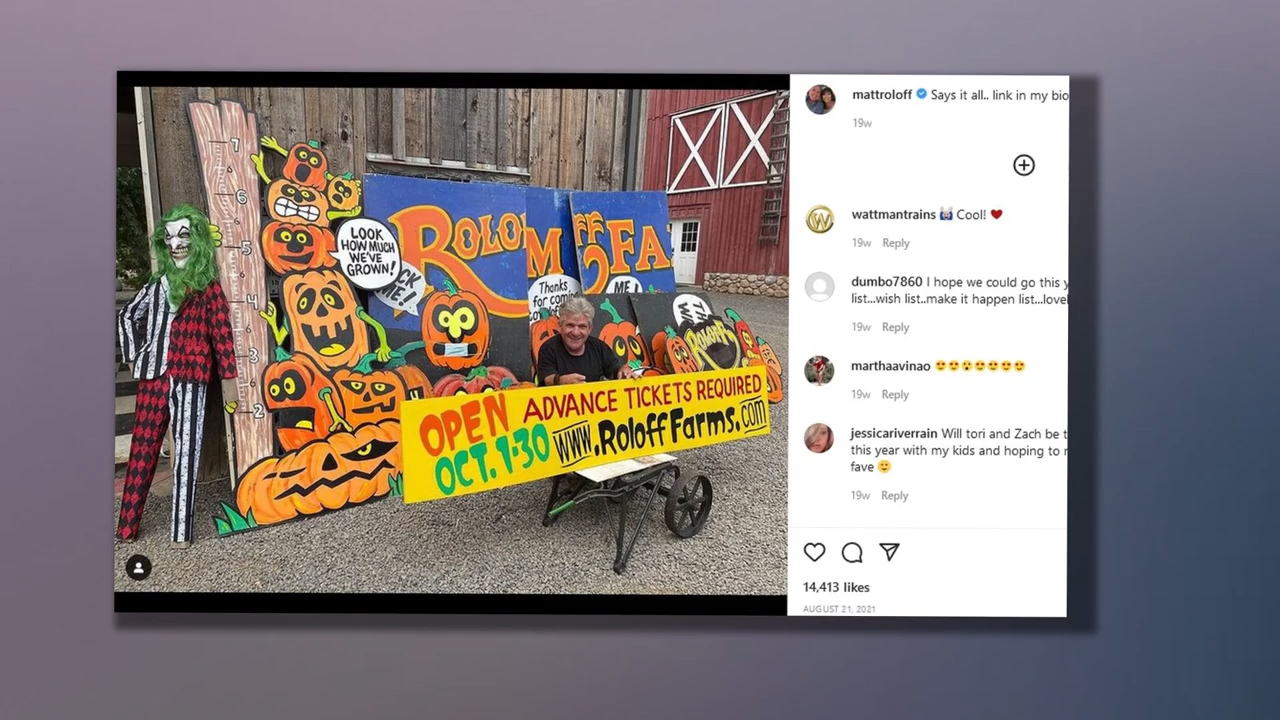 7
6
5
4
3
2
LOOK
HOW MUCH
WE'VE
GROWN!
ME!
ROLO
M
FA
Thanks
for coming
ME!
ROLOFF
OPEN ADVANCE TICKETS REQUIRED
OCT. 1-30 WWW.RoloffFarms.com
mattroloff Says it all.. link in my bio
19w
wattmantrains Cool!
19w Reply
dumbo7860 I hope we could go this y
list...wish list..make it happen list...lovel
19w Reply
marthaavinao
19w Reply
jessicariverrain Will tori and Zach be t
this year with my kids and hoping to
fave
19w Reply
14,413 likes
AUGUST 21, 2021